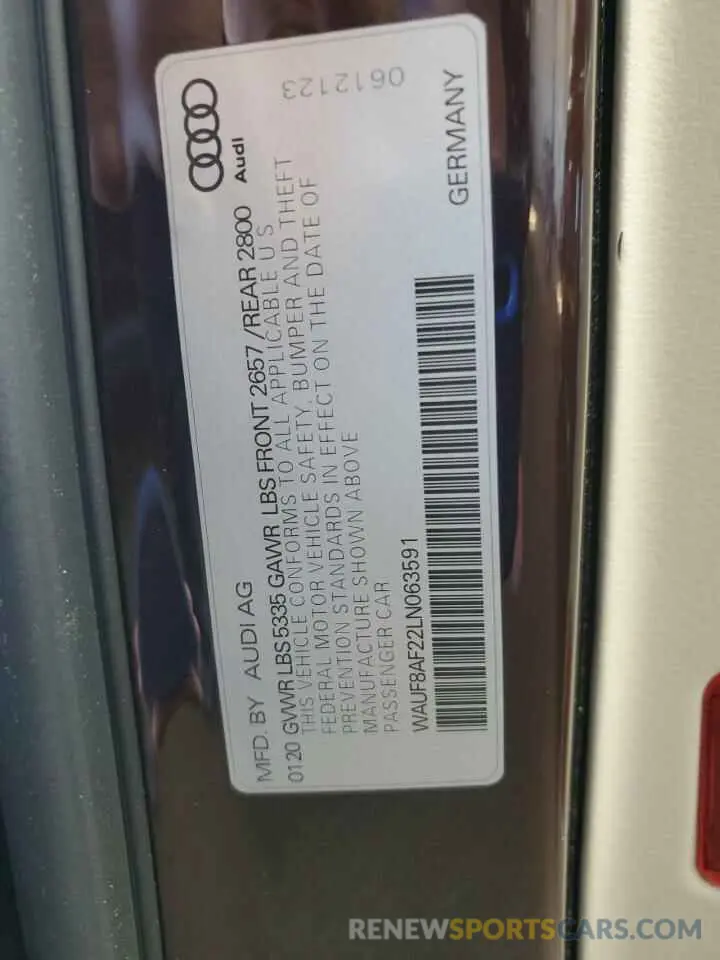 MFD. BY AUDI AG
Audi
0120 GVWR LBS 5335 GAWR LBS FRONT 2657 /REAR 2800
THIS VEHICLE CONFORMS TO ALL APPLICABLE U S
FEDERAL MOTOR VEHICLE SAFETY, BUMPER AND THEFT
PREVENTION STANDARDS IN EFFECT ON THE DATE OF
MANUFACTURE SHOWN ABOVE
PASSENGER CAR
0612123
WAUF8AF22LN063591
GERMANY
RENEWSPORTSCARS.COM